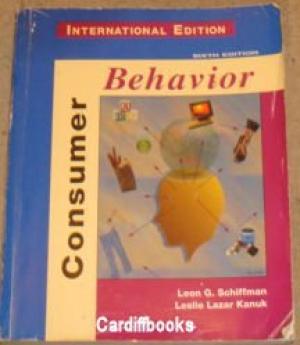 INTERNATIONAL EDITION
SIXTH EDITION
Consumer
Behavior
Leon G. Schiffman
Leslie Lazar Kanuk
Cardiffbooks